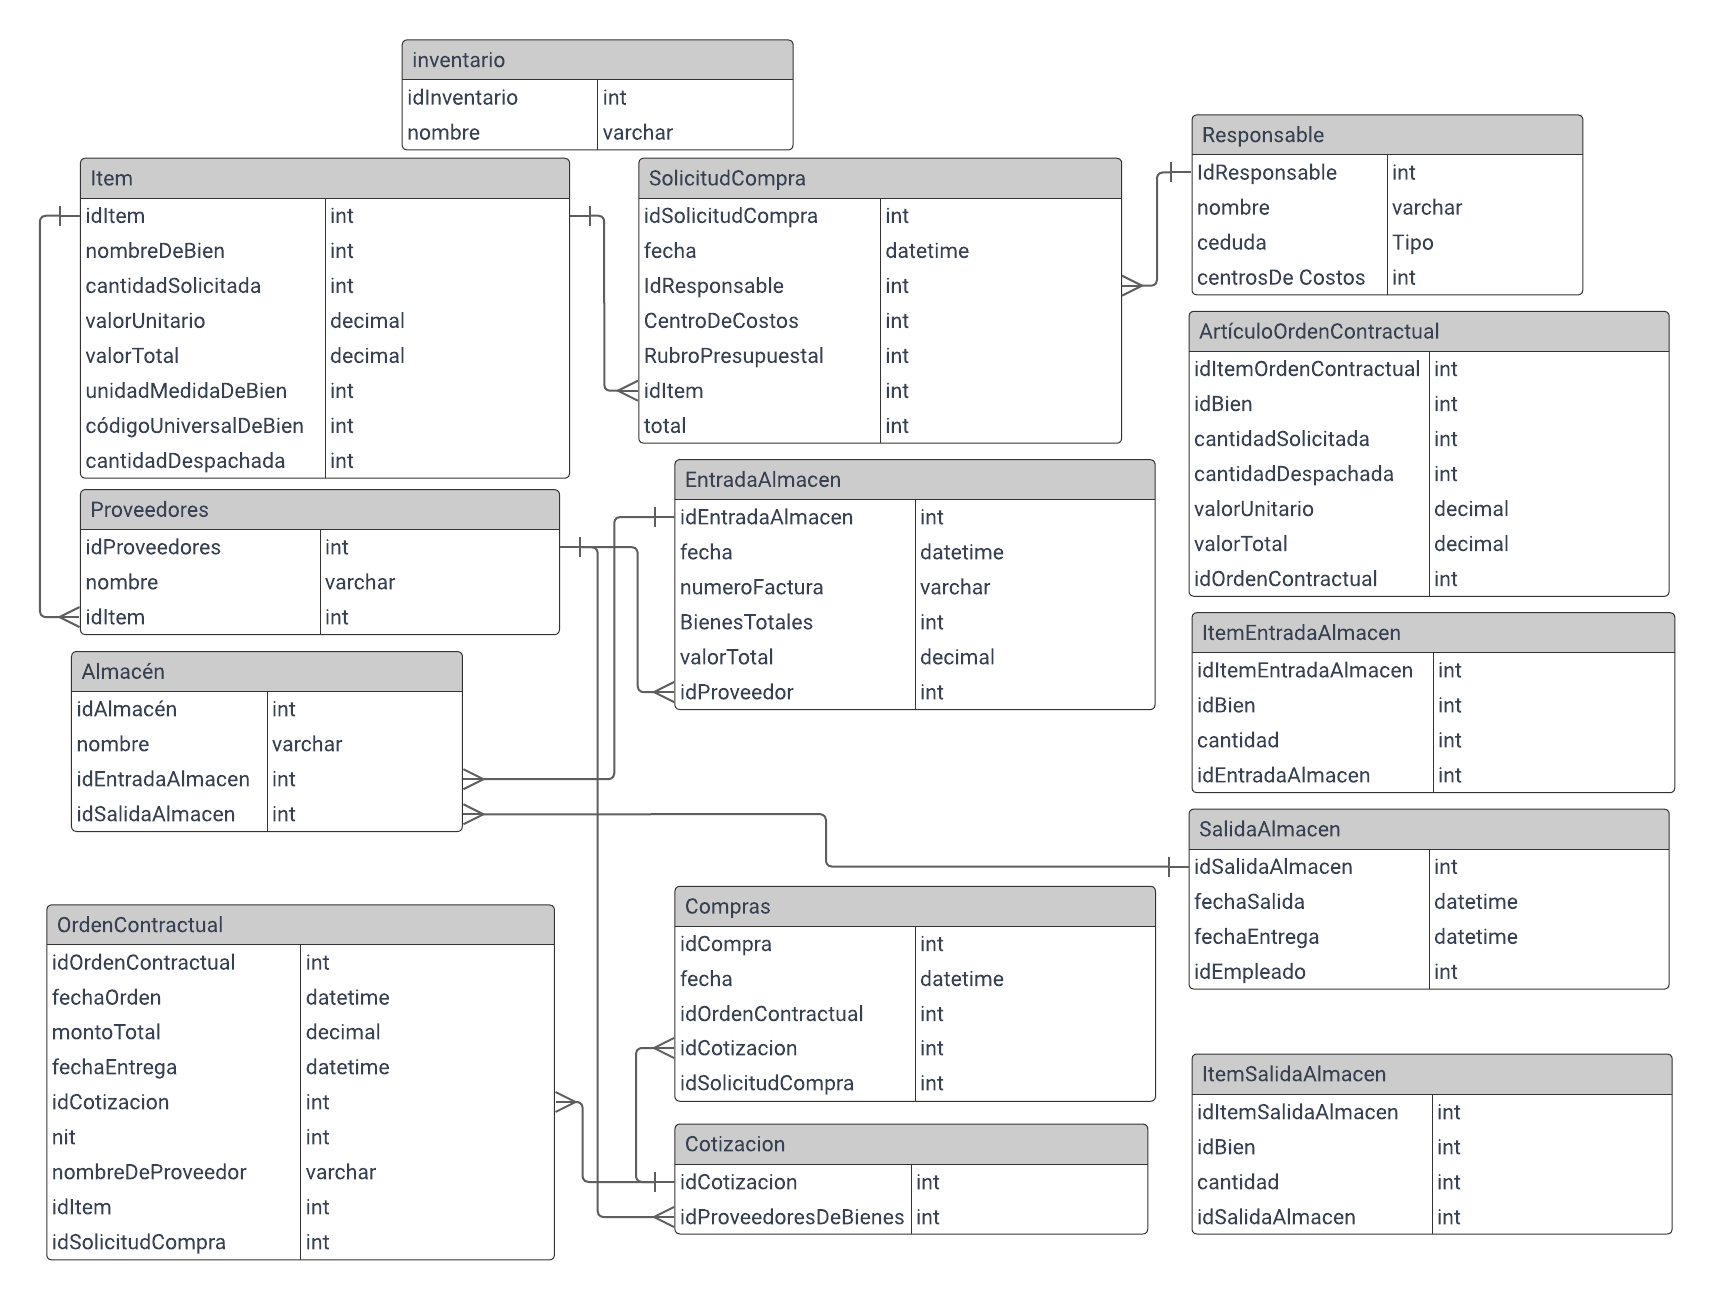 inventario
idInventario int
nombre varchar
Item
idItem int
nombreDeBien int
cantidadSolicitada int
valorUnitario decimal
valorTotal decimal
unidadMedidaDeBien int
códigoUniversalDeBien int
cantidadDespachada int
SolicitudCompra
idSolicitudCompra int
fecha datetime
IdResponsable int
CentroDeCostos int
RubroPresupuestal int
idItem int
total int
Responsable
IdResponsable int
nombre varchar
ceduda Tipo
centrosDe Costos int
ArtículoOrdenContractual
idItemOrdenContractual int
idBien int
cantidadSolicitada int
cantidadDespachada int
valorUnitario decimal
valorTotal decimal
idOrdenContractual int
Proveedores
idProveedores int
nombre varchar
idItem int
EntradaAlmacen
idEntradaAlmacen int
fecha datetime
numeroFactura varchar
BienesTotales int
valorTotal decimal
idProveedor int
ItemEntradaAlmacen
idItemEntradaAlmacen int
idBien int
cantidad int
idEntradaAlmacen int
Almacén
idAlmacén int
nombre varchar
idEntradaAlmacen int
idSalidaAlmacen int
SalidaAlmacen
idSalidaAlmacen int
fechaSalida datetime
fechaEntrega datetime
idEmpleado int
OrdenContractual
idOrdenContractual int
fechaOrden datetime
montoTotal decimal
fechaEntrega datetime
idCotizacion int
nit int
nombreDeProveedor varchar
idItem int
idSolicitudCompra int
Compras
idCompra int
fecha datetime
idOrdenContractual int
idCotizacion int
idSolicitudCompra int
Cotizacion
idCotizacion int
idProveedoresDeBienes int
ItemSalidaAlmacen
idItemSalidaAlmacen int
idBien int
cantidad int
idSalidaAlmacen int